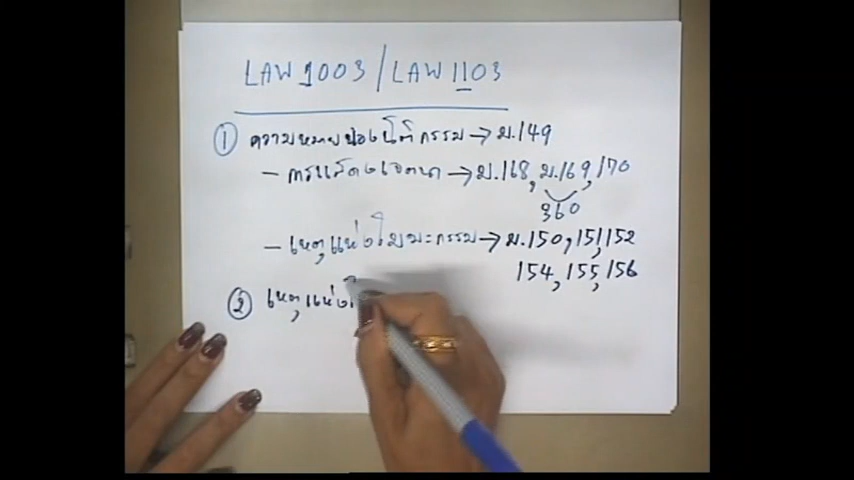 LAW 1003 / LAW 1103
① ความหมายของนิติกรรม → ม.149
- การแสดงเจตนา → ม.168, ม.169, 170
360
- เหตุแห่งโมฆะกรรม → ม.150, 151, 152
154, 155, 156
② เหตุแห่งโ